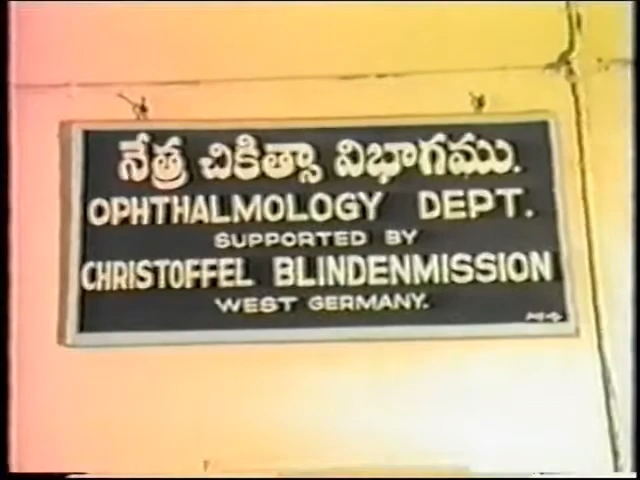 నేత్ర చికిత్సా విభాగము.
OPHTHALMOLOGY DEPT.
SUPPORTED BY
CHRISTOFFEL BLINDENMISSION
WEST GERMANY.